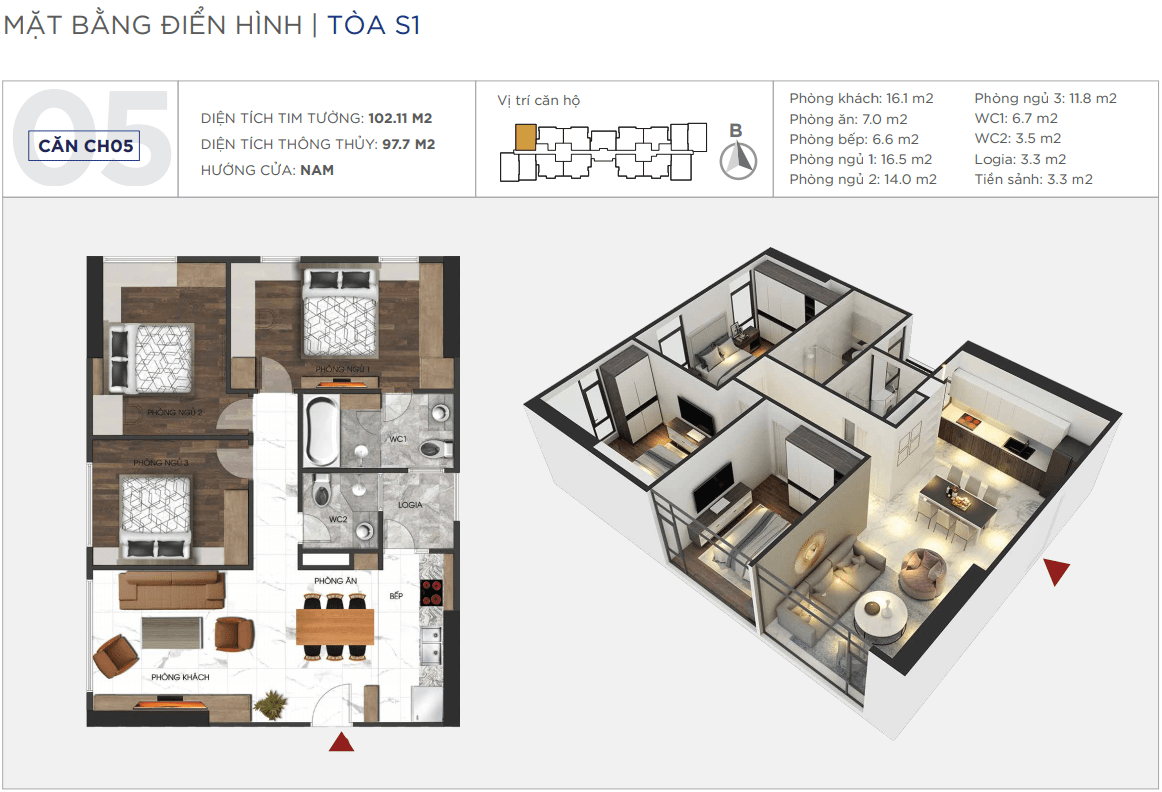 MẶT BẰNG ĐIỂN HÌNH | TÒA S1
05
CĂN CH05
DIỆN TÍCH TIM TƯỜNG: 102.11 M2
DIỆN TÍCH THÔNG THỦY: 97.7 M2
HƯỚNG CỬA: NAM
Vị trí căn hộ
B
Phòng khách: 16.1 m2
Phòng ăn: 7.0 m2
Phòng bếp: 6.6 m2
Phòng ngủ 1: 16.5 m2
Phòng ngủ 2: 14.0 m2
Phòng ngủ 3: 11.8 m2
WC1: 6.7 m2
WC2: 3.5 m2
Logia: 3.3 m2
Tiền sảnh: 3.3 m2
PHÒNG NGỦ 1
PHÒNG NGỦ 2
WC1
PHÒNG NGỦ 3
LOGIA
WC2
PHÒNG ĂN
BẾP
PHÒNG KHÁCH